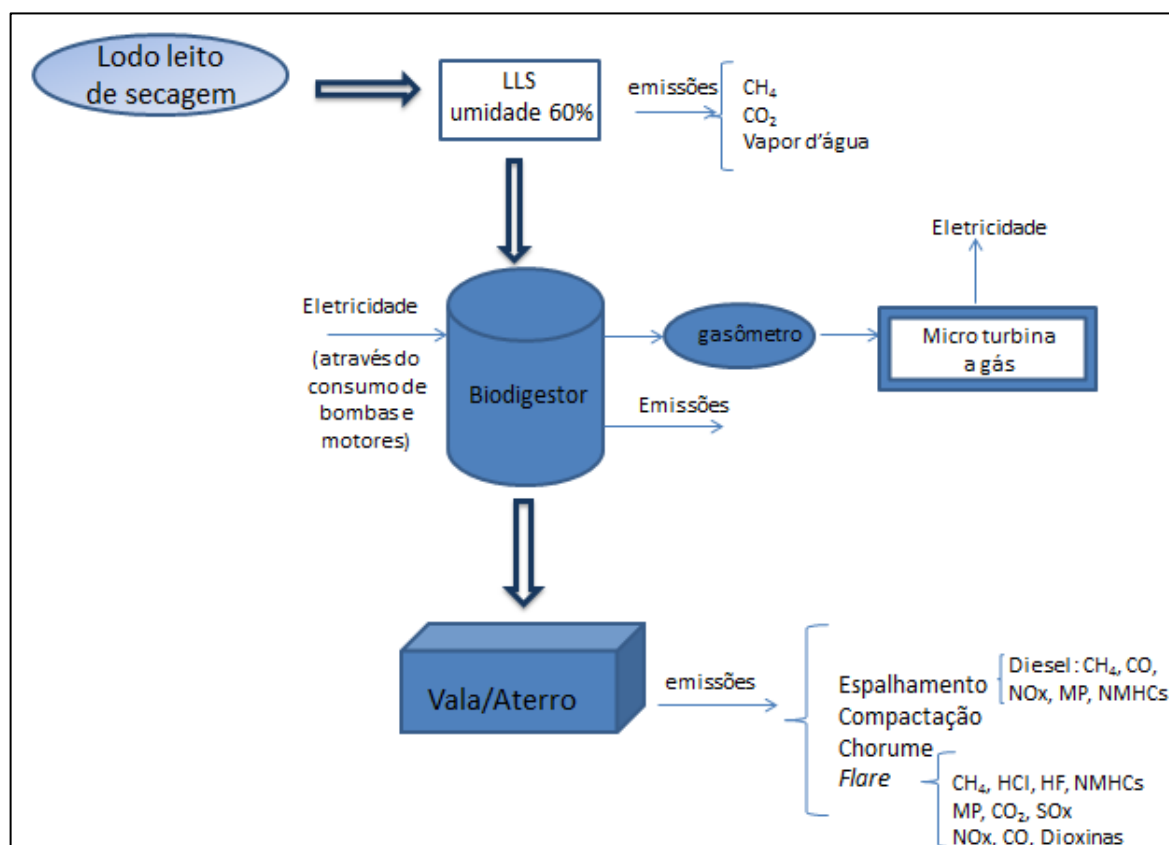 Lodo leito
de secagem
LLS
umidade 60%
emissões
CH₄
CO₂
Vapor d'água
Eletricidade
Eletricidade
(através do
consumo de
bombas e
motores)
Biodigestor
gasômetro
Micro turbina
a gás
Emissões
Vala/Aterro
emissões
Espalhamento
Compactação
Chorume
Flare
Diesel: CH₄, CO,
NOx, MP, NMHCs
CH₄, HCl, HF, NMHCs
MP, CO₂, SOx
NOx, CO, Dioxinas